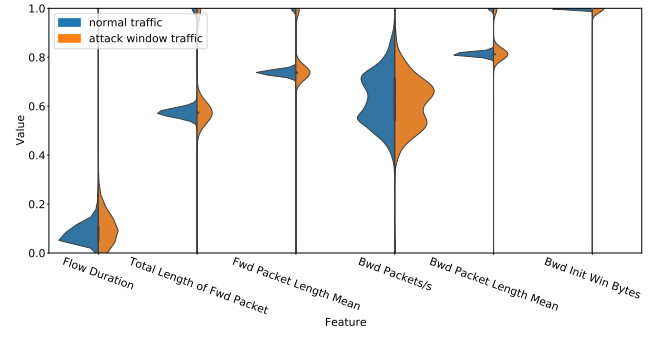 normal traffic
attack window traffic
1.0
0.8
0.6
0.4
0.2
0.0
Value
Flow Duration
Total Length of Fwd Packet
Fwd Packet Length Mean
Bwd Packets/s
Bwd Packet Length Mean
Bwd Init Win Bytes
Feature